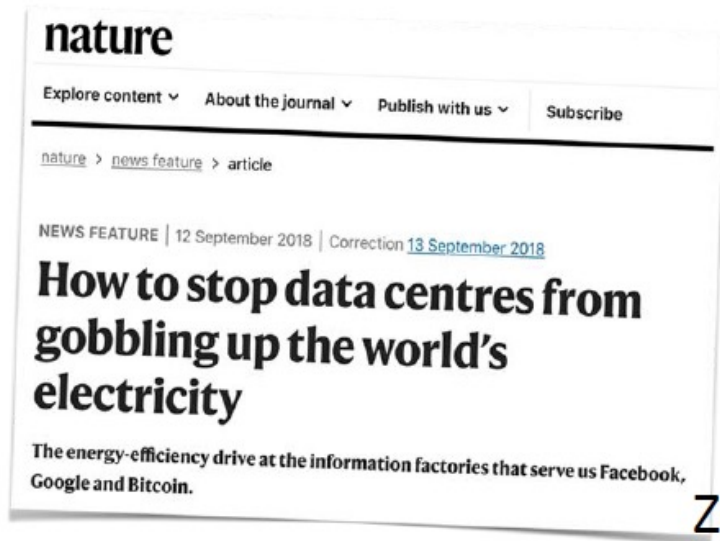 nature
Explore content About the journal Publish with us Subscribe
nature > news feature > article
NEWS FEATURE | 12 September 2018 | Correction 13 September 2018
How to stop data centres from
gobbling up the world's
electricity
The energy-efficiency drive at the information factories that serve us Facebook,
Google and Bitcoin.
Z